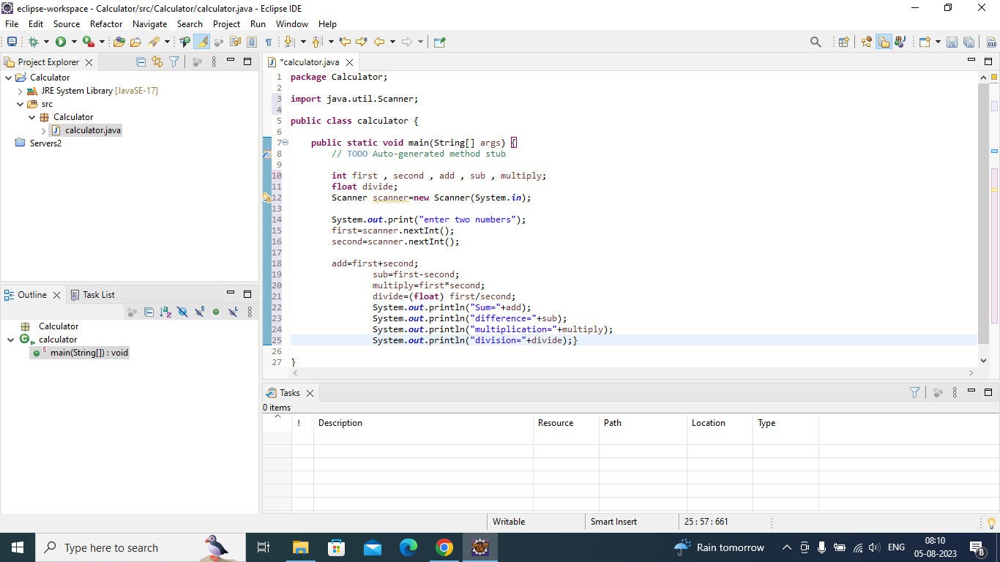 eclipse-workspace - Calculator/src/Calculator/calculator.java - Eclipse IDE
File Edit Source Refactor Navigate Search Project Run Window Help
Project Explorer
Calculator
JRE System Library [JavaSE-17]
src
Calculator
calculator.java
Servers2
Outline Task List
Calculator
calculator
main(String[]) : void
*calculator.java
1 package Calculator;
2
3 import java.util.Scanner;
4
5 public class calculator {
6
7 public static void main(String[] args) {
8 // TODO Auto-generated method stub
9
10 int first , second , add , sub , multiply;
11 float divide;
12 Scanner scanner=new Scanner(System.in);
13
14 System.out.print("enter two numbers");
15 first=scanner.nextInt();
16 second=scanner.nextInt();
17
18 add=first+second;
19 sub=first-second;
20 multiply=first*second;
21 divide=(float) first/second;
22 System.out.println("Sum="+add);
23 System.out.println("difference="+sub);
24 System.out.println("multiplication="+multiply);
25 System.out.println("division="+divide);}
26
27 }
Tasks
0 items
! Description Resource Path Location Type
Writable Smart Insert 25 : 57 : 661
Type here to search
Rain tomorrow
ENG
08:10
05-08-2023
8